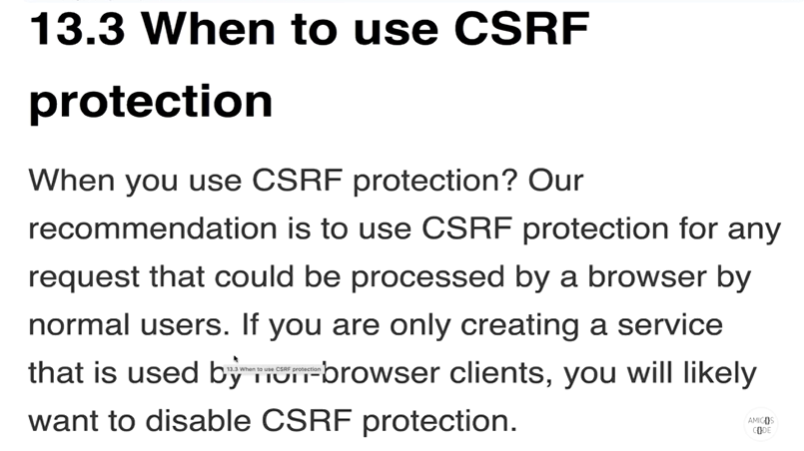 13.3 When to use CSRF
protection
When you use CSRF protection? Our
recommendation is to use CSRF protection for any
request that could be processed by a browser by
normal users. If you are only creating a service
that is used by non-browser clients, you will likely
13.3 When to use CSRF protection
want to disable CSRF protection.
AMIGOS
CODE